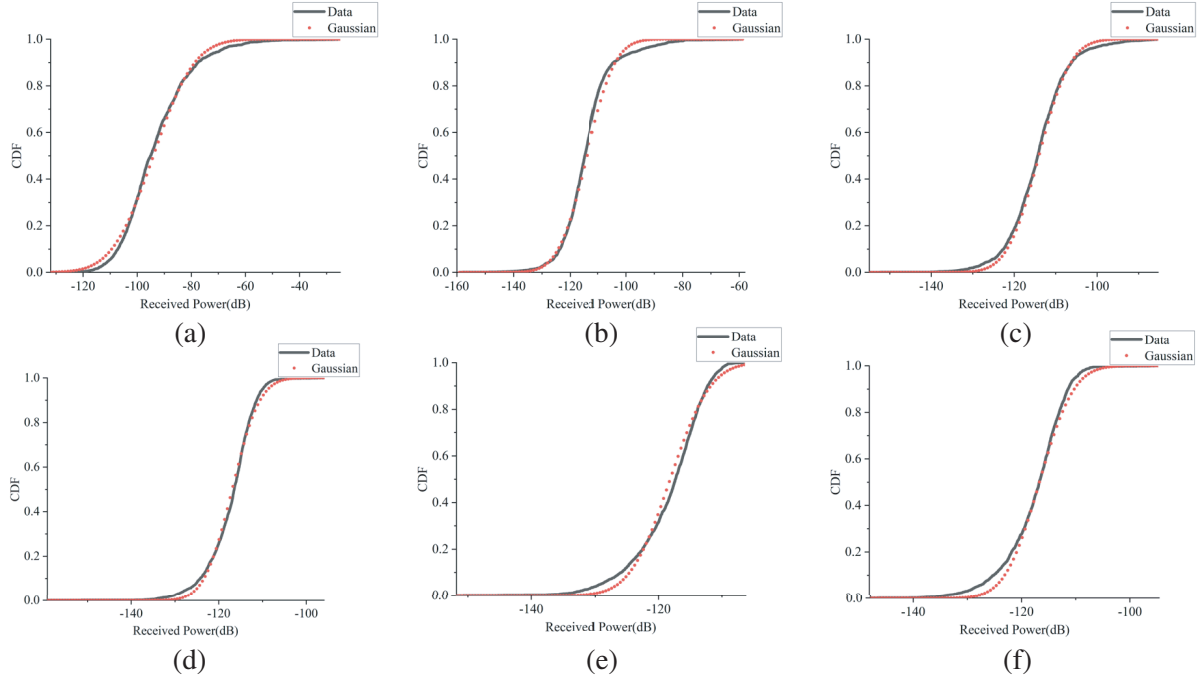 Data
Gaussian
1.0
0.8
0.6
0.4
0.2
0.0
CDF
-120
-100
-80
-60
-40
Received Power(dB)
(a)
Data
Gaussian
1.0
0.8
0.6
0.4
0.2
0.0
CDF
-160
-140
-120
-100
-80
-60
Received Power(dB)
(b)
Data
Gaussian
1.0
0.8
0.6
0.4
0.2
0.0
CDF
-140
-120
-100
Received Power(dB)
(c)
Data
Gaussian
1.0
0.8
0.6
0.4
0.2
0.0
CDF
-140
-120
-100
Received Power(dB)
(d)
Data
Gaussian
1.0
0.8
0.6
0.4
0.2
0.0
CDF
-140
-120
Received Power(dB)
(e)
Data
Gaussian
1.0
0.8
0.6
0.4
0.2
0.0
CDF
-140
-120
-100
Received Power(dB)
(f)